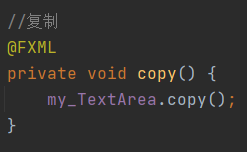 //复制
@FXML
private void copy() {
    my_TextArea.copy();
}